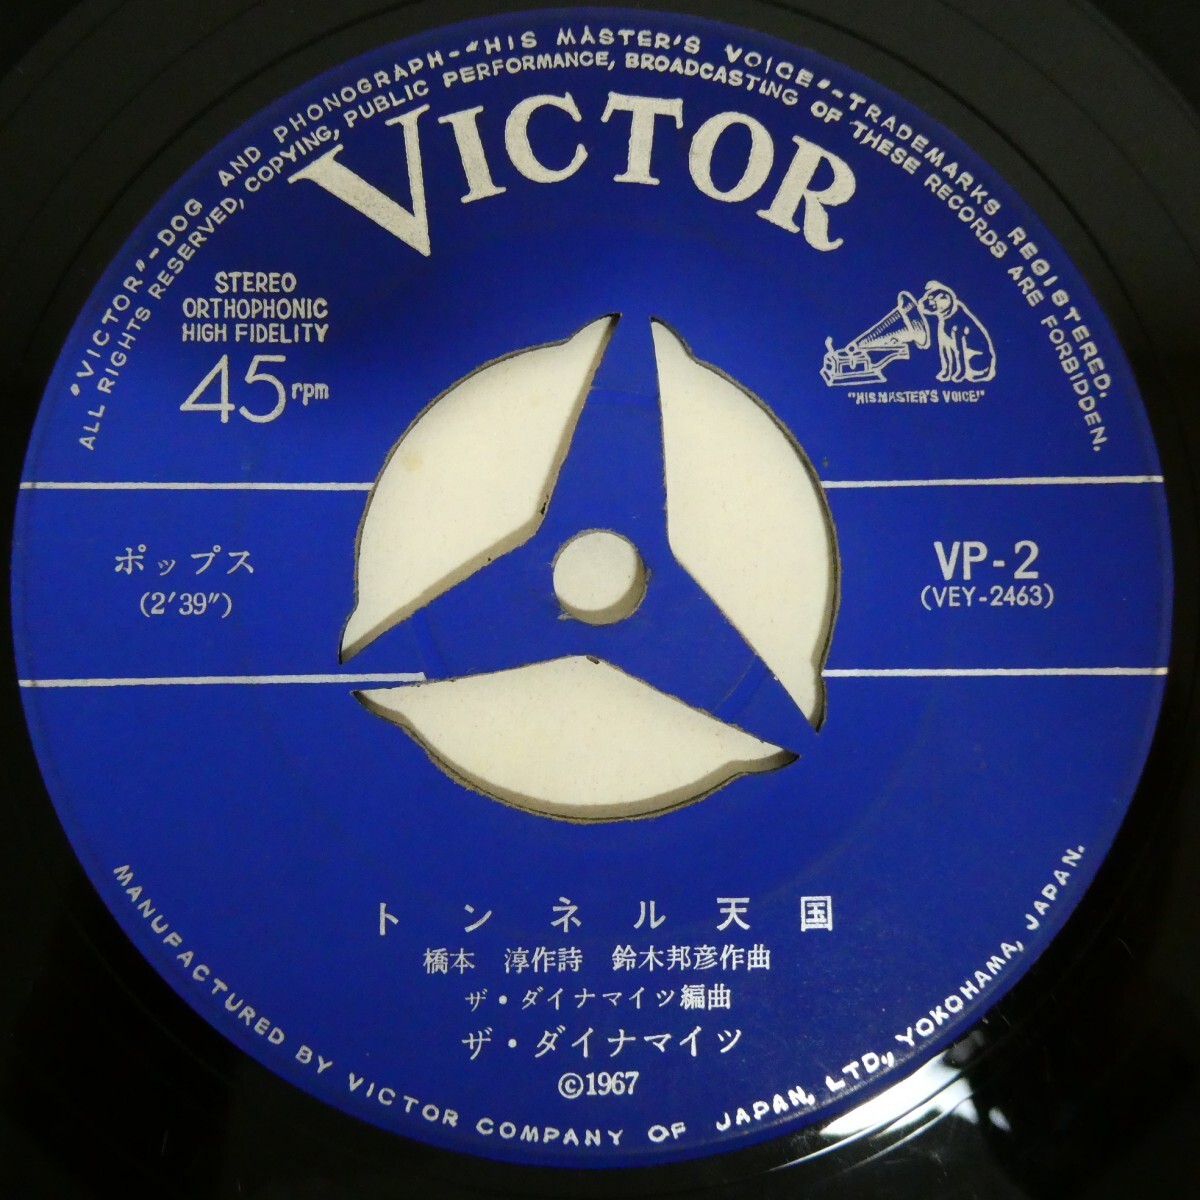 "VICTOR"-DOG AND PHONOGRAPH-"HIS MASTER'S VOICE"-TRADEMARKS REGISTERED.
ALL RIGHTS RESERVED, COPYING, PUBLIC PERFORMANCE, BROADCASTING OF THESE RECORDS ARE FORBIDDEN.
VICTOR
STEREO
ORTHOPHONIC
HIGH FIDELITY
45rpm
"HIS MASTER'S VOICE"
ポップス
(2'39")
VP-2
(VEY-2463)
トンネル天国
橋本 淳作詩 鈴木邦彦作曲
ザ・ダイナマイツ編曲
ザ・ダイナマイツ
©1967
MANUFACTURED BY VICTOR COMPANY OF JAPAN, LTD., YOKOHAMA, JAPAN.